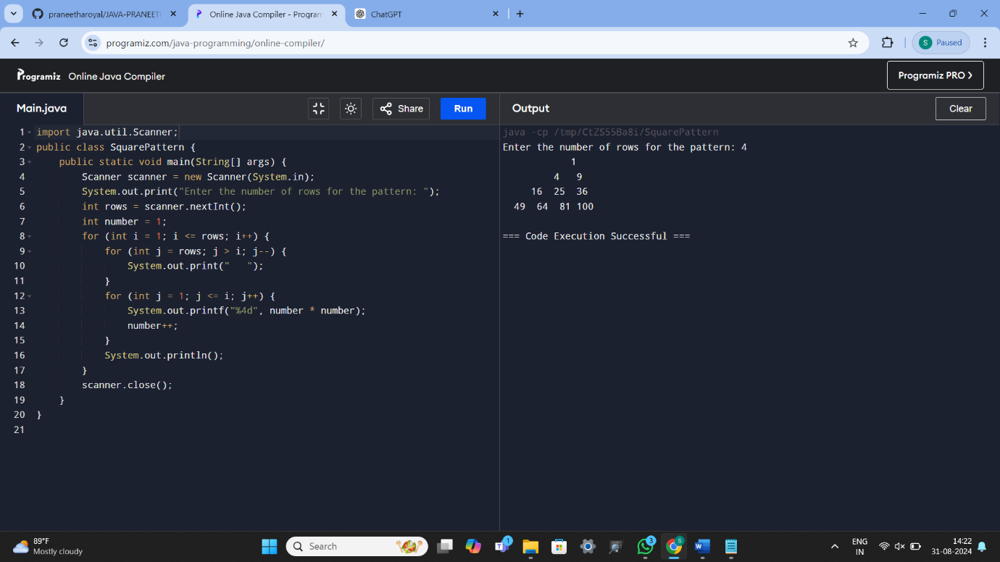 praneetharoyal/JAVA-PRANEET
Online Java Compiler - Program
ChatGPT
programiz.com/java-programming/online-compiler/
S Paused
Programiz Online Java Compiler
Programiz PRO
Main.java
Share
Run
Output
Clear
1 import java.util.Scanner;
2 public class SquarePattern {
3     public static void main(String[] args) {
4         Scanner scanner = new Scanner(System.in);
5         System.out.print("Enter the number of rows for the pattern: ");
6         int rows = scanner.nextInt();
7         int number = 1;
8         for (int i = 1; i <= rows; i++) {
9             for (int j = rows; j > i; j--) {
10                 System.out.print("   ");
11             }
12             for (int j = 1; j <= i; j++) {
13                 System.out.printf("%4d", number * number);
14                 number++;
15             }
16             System.out.println();
17         }
18         scanner.close();
19     }
20 }
21
java -cp /tmp/CtZS55Ba8i/SquarePattern
Enter the number of rows for the pattern: 4
            1
         4   9
     16  25  36
  49  64  81 100
=== Code Execution Successful ===
89°F
Mostly cloudy
Search
1
3
S
ENG
IN
14:22
31-08-2024